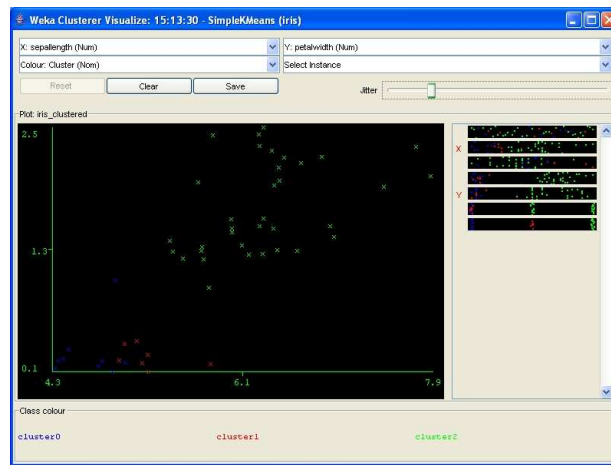 Weka Clusterer Visualize: 15:13:30 - SimpleKMeans (iris)
X: sepallength (Num)
Y: petalwidth (Num)
Colour: Cluster (Nom)
Select Instance
Reset
Clear
Save
Jitter
Plot: iris_clustered
2.5
1.3
0.1
4.3
6.1
7.9
X
Y
Class colour
cluster0
cluster1
cluster2